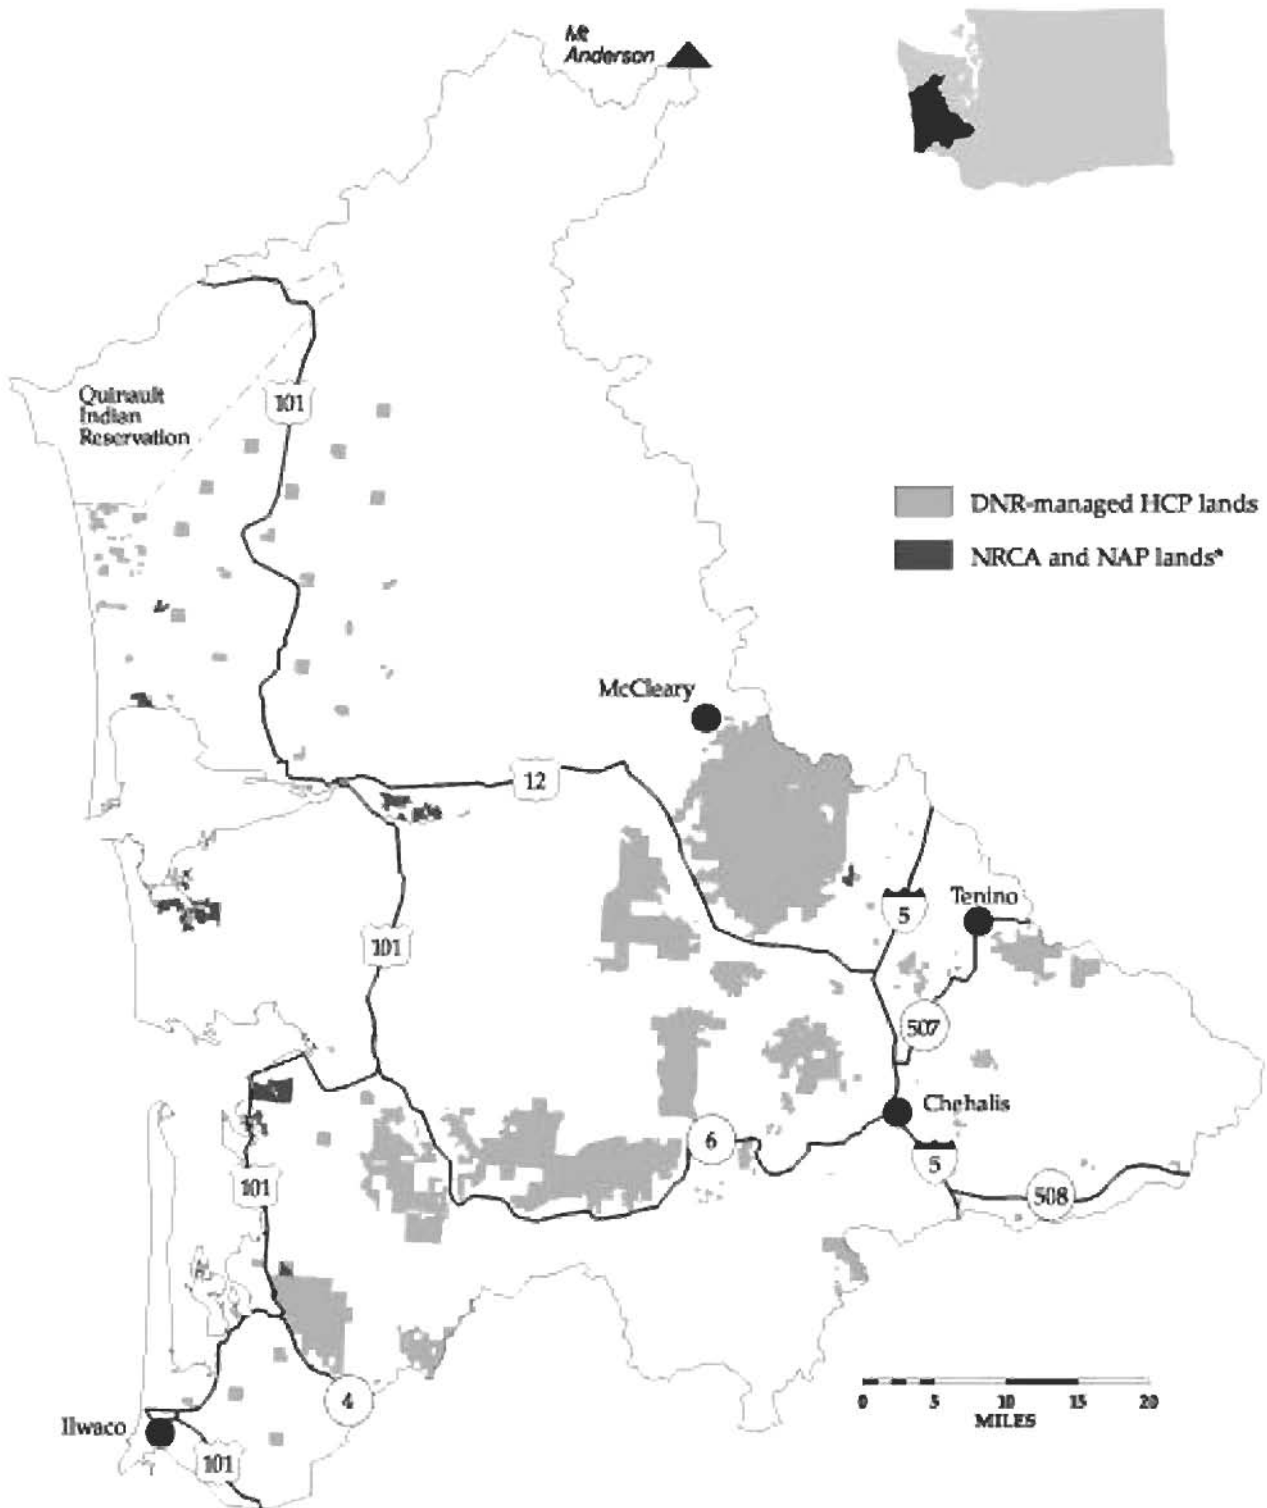 Mt
Anderson
Quinault
Indian
Reservation
101
DNR-managed HCP lands
NRCA and NAP lands*
McCleary
12
5
Tenino
101
507
Chehalis
6
5
101
508
4
0 5 10 15 20
MILES
Ilwaco
101